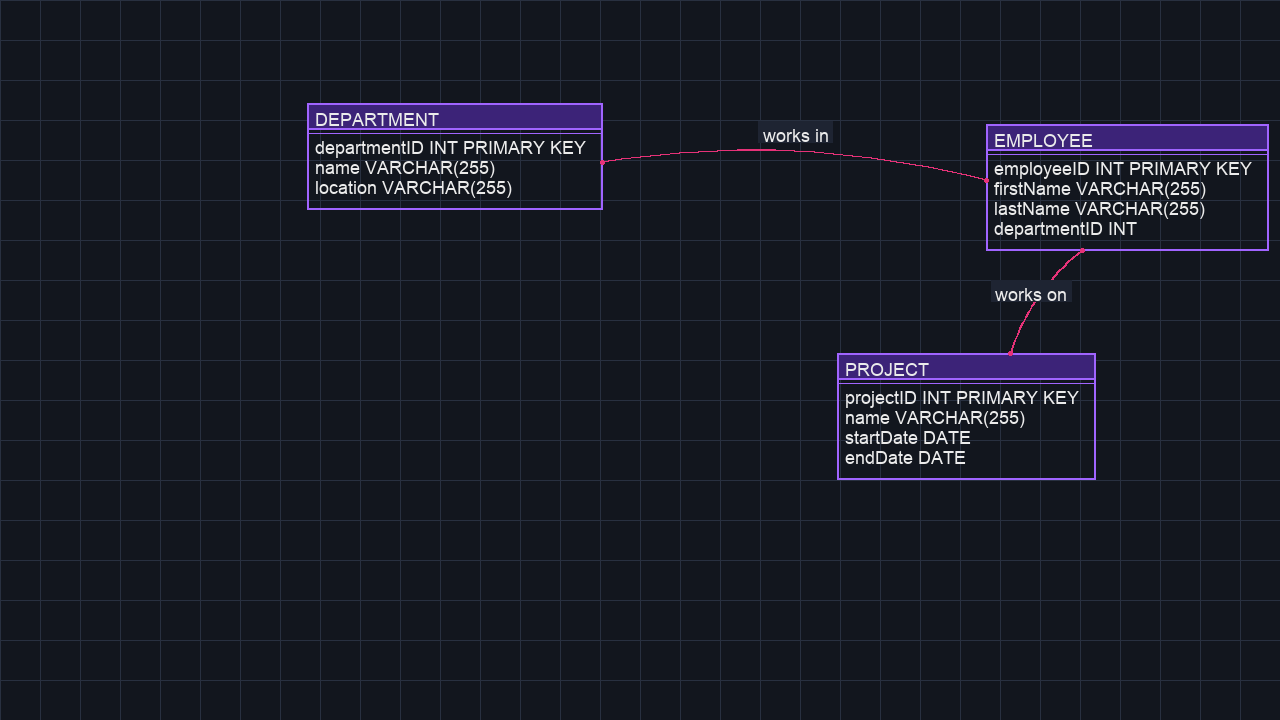 DEPARTMENT
departmentID INT PRIMARY KEY
name VARCHAR(255)
location VARCHAR(255)
works in
EMPLOYEE
employeeID INT PRIMARY KEY
firstName VARCHAR(255)
lastName VARCHAR(255)
departmentID INT
works on
PROJECT
projectID INT PRIMARY KEY
name VARCHAR(255)
startDate DATE
endDate DATE